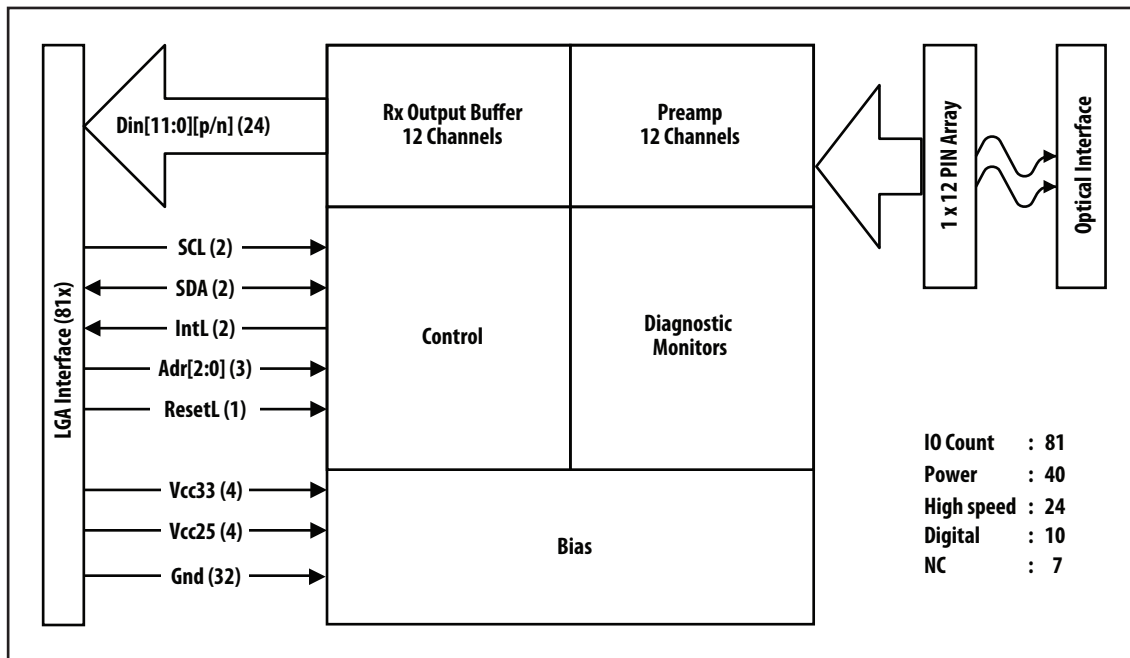 LGA Interface (81x)
Din[11:0][p/n] (24)
SCL (2)
SDA (2)
IntL (2)
Adr[2:0] (3)
ResetL (1)
Vcc33 (4)
Vcc25 (4)
Gnd (32)
Rx Output Buffer
12 Channels
Preamp
12 Channels
Control
Diagnostic
Monitors
Bias
1 x 12 PIN Array
Optical Interface
IO Count : 81
Power : 40
High speed : 24
Digital : 10
NC : 7